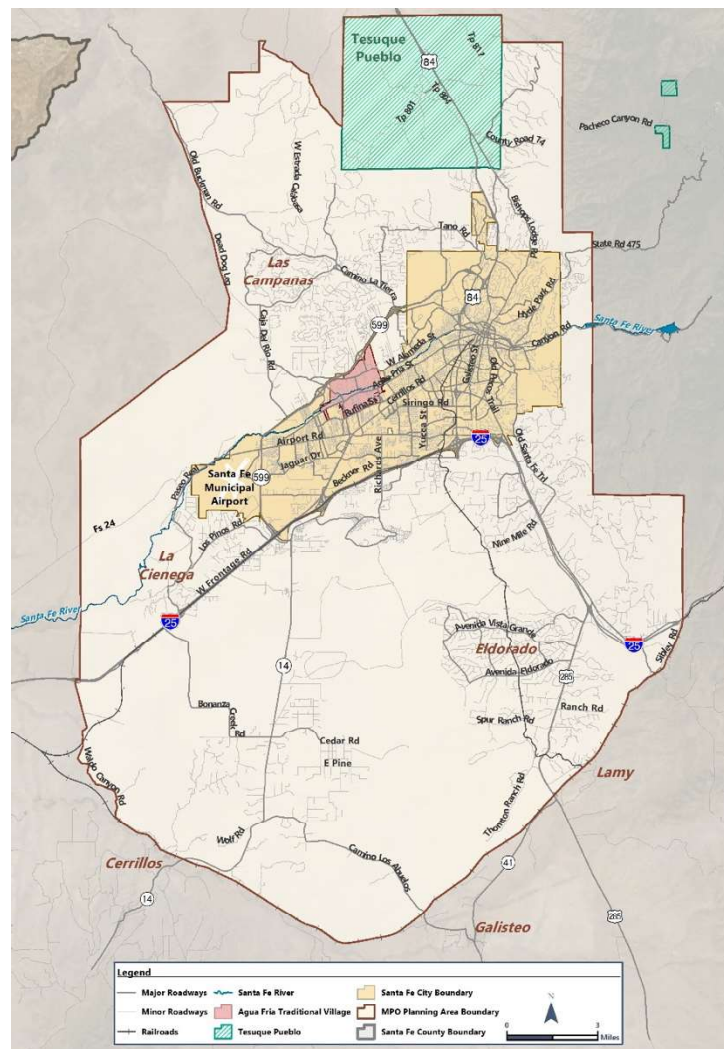 Tesuque
Pueblo
84
Tp 817
Tp 804
Tp 801
County Road 74
Pacheco Canyon Rd
Old Buckman Rd
W Estrada Calabasa
Bishops Lodge Rd
Tano Rd
State Rd 475
Dead Dog Leg
Las
Campanas
Camino La Tierra
84
Hyde Park Rd
Caja Del Rio Rd
599
W Alameda St
Canyon Rd
Santa Fe River
Agua Fria St
Galisteo St
Old Pecos Trail
Rufina St
Cerrillos Rd
Siringo Rd
Yucca St
Airport Rd
Jaguar Dr
Richards Ave
25
Old Santa Fe Trl
Beckner Rd
Santa Fe
Municipal
Airport
599
Paseo Real
Fs 24
Los Pinos Rd
Nine Mile Rd
La
Cienega
W Frontage Rd
Santa Fe River
25
Avenida Vista Grande
Eldorado
25
Sibley Rd
Avenida Eldorado
14
285
Bonanza
Creek
Rd
Spur Ranch Rd
Ranch Rd
Cedar Rd
E Pine
Lamy
Waldo Canyon Rd
Thornton Ranch Rd
Wolf Rd
Camino Los Abuelos
Cerrillos
41
14
Galisteo
285
Legend
Major Roadways
Santa Fe River
Santa Fe City Boundary
Minor Roadways
Agua Fria Traditional Village
MPO Planning Area Boundary
Railroads
Tesuque Pueblo
Santa Fe County Boundary
N
0
3
Miles